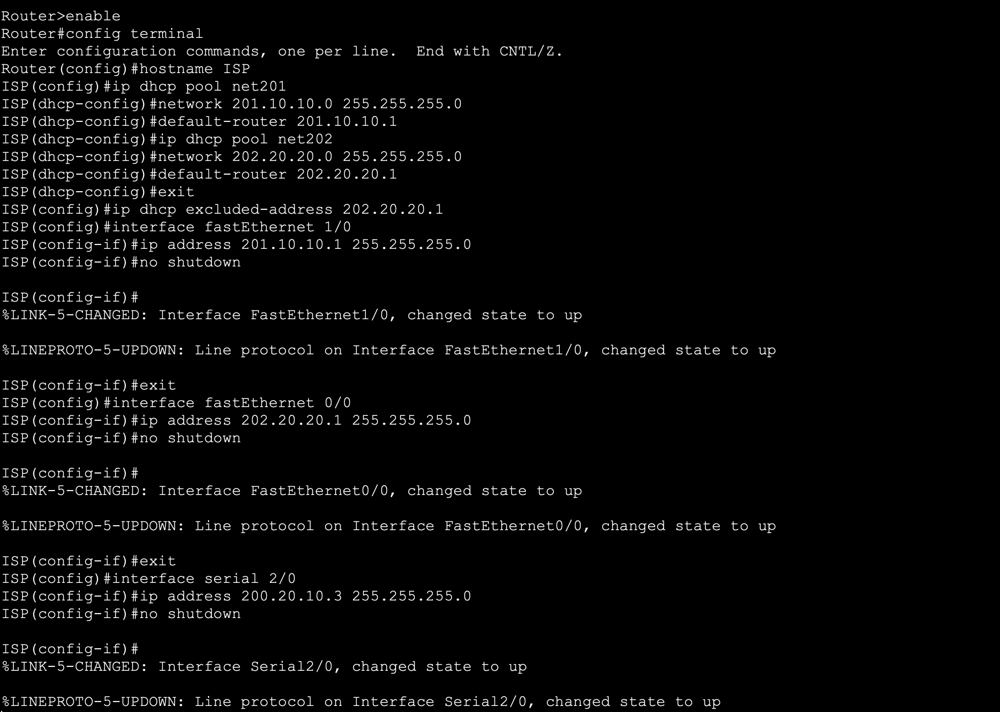 Router>enable
Router#config terminal
Enter configuration commands, one per line.  End with CNTL/Z.
Router(config)#hostname ISP
ISP(config)#ip dhcp pool net201
ISP(dhcp-config)#network 201.10.10.0 255.255.255.0
ISP(dhcp-config)#default-router 201.10.10.1
ISP(dhcp-config)#ip dhcp pool net202
ISP(dhcp-config)#network 202.20.20.0 255.255.255.0
ISP(dhcp-config)#default-router 202.20.20.1
ISP(dhcp-config)#exit
ISP(config)#ip dhcp excluded-address 202.20.20.1
ISP(config)#interface fastEthernet 1/0
ISP(config-if)#ip address 201.10.10.1 255.255.255.0
ISP(config-if)#no shutdown
ISP(config-if)#
%LINK-5-CHANGED: Interface FastEthernet1/0, changed state to up
%LINEPROTO-5-UPDOWN: Line protocol on Interface FastEthernet1/0, changed state to up
ISP(config-if)#exit
ISP(config)#interface fastEthernet 0/0
ISP(config-if)#ip address 202.20.20.1 255.255.255.0
ISP(config-if)#no shutdown
ISP(config-if)#
%LINK-5-CHANGED: Interface FastEthernet0/0, changed state to up
%LINEPROTO-5-UPDOWN: Line protocol on Interface FastEthernet0/0, changed state to up
ISP(config-if)#exit
ISP(config)#interface serial 2/0
ISP(config-if)#ip address 200.20.10.3 255.255.255.0
ISP(config-if)#no shutdown
ISP(config-if)#
%LINK-5-CHANGED: Interface Serial2/0, changed state to up
%LINEPROTO-5-UPDOWN: Line protocol on Interface Serial2/0, changed state to up